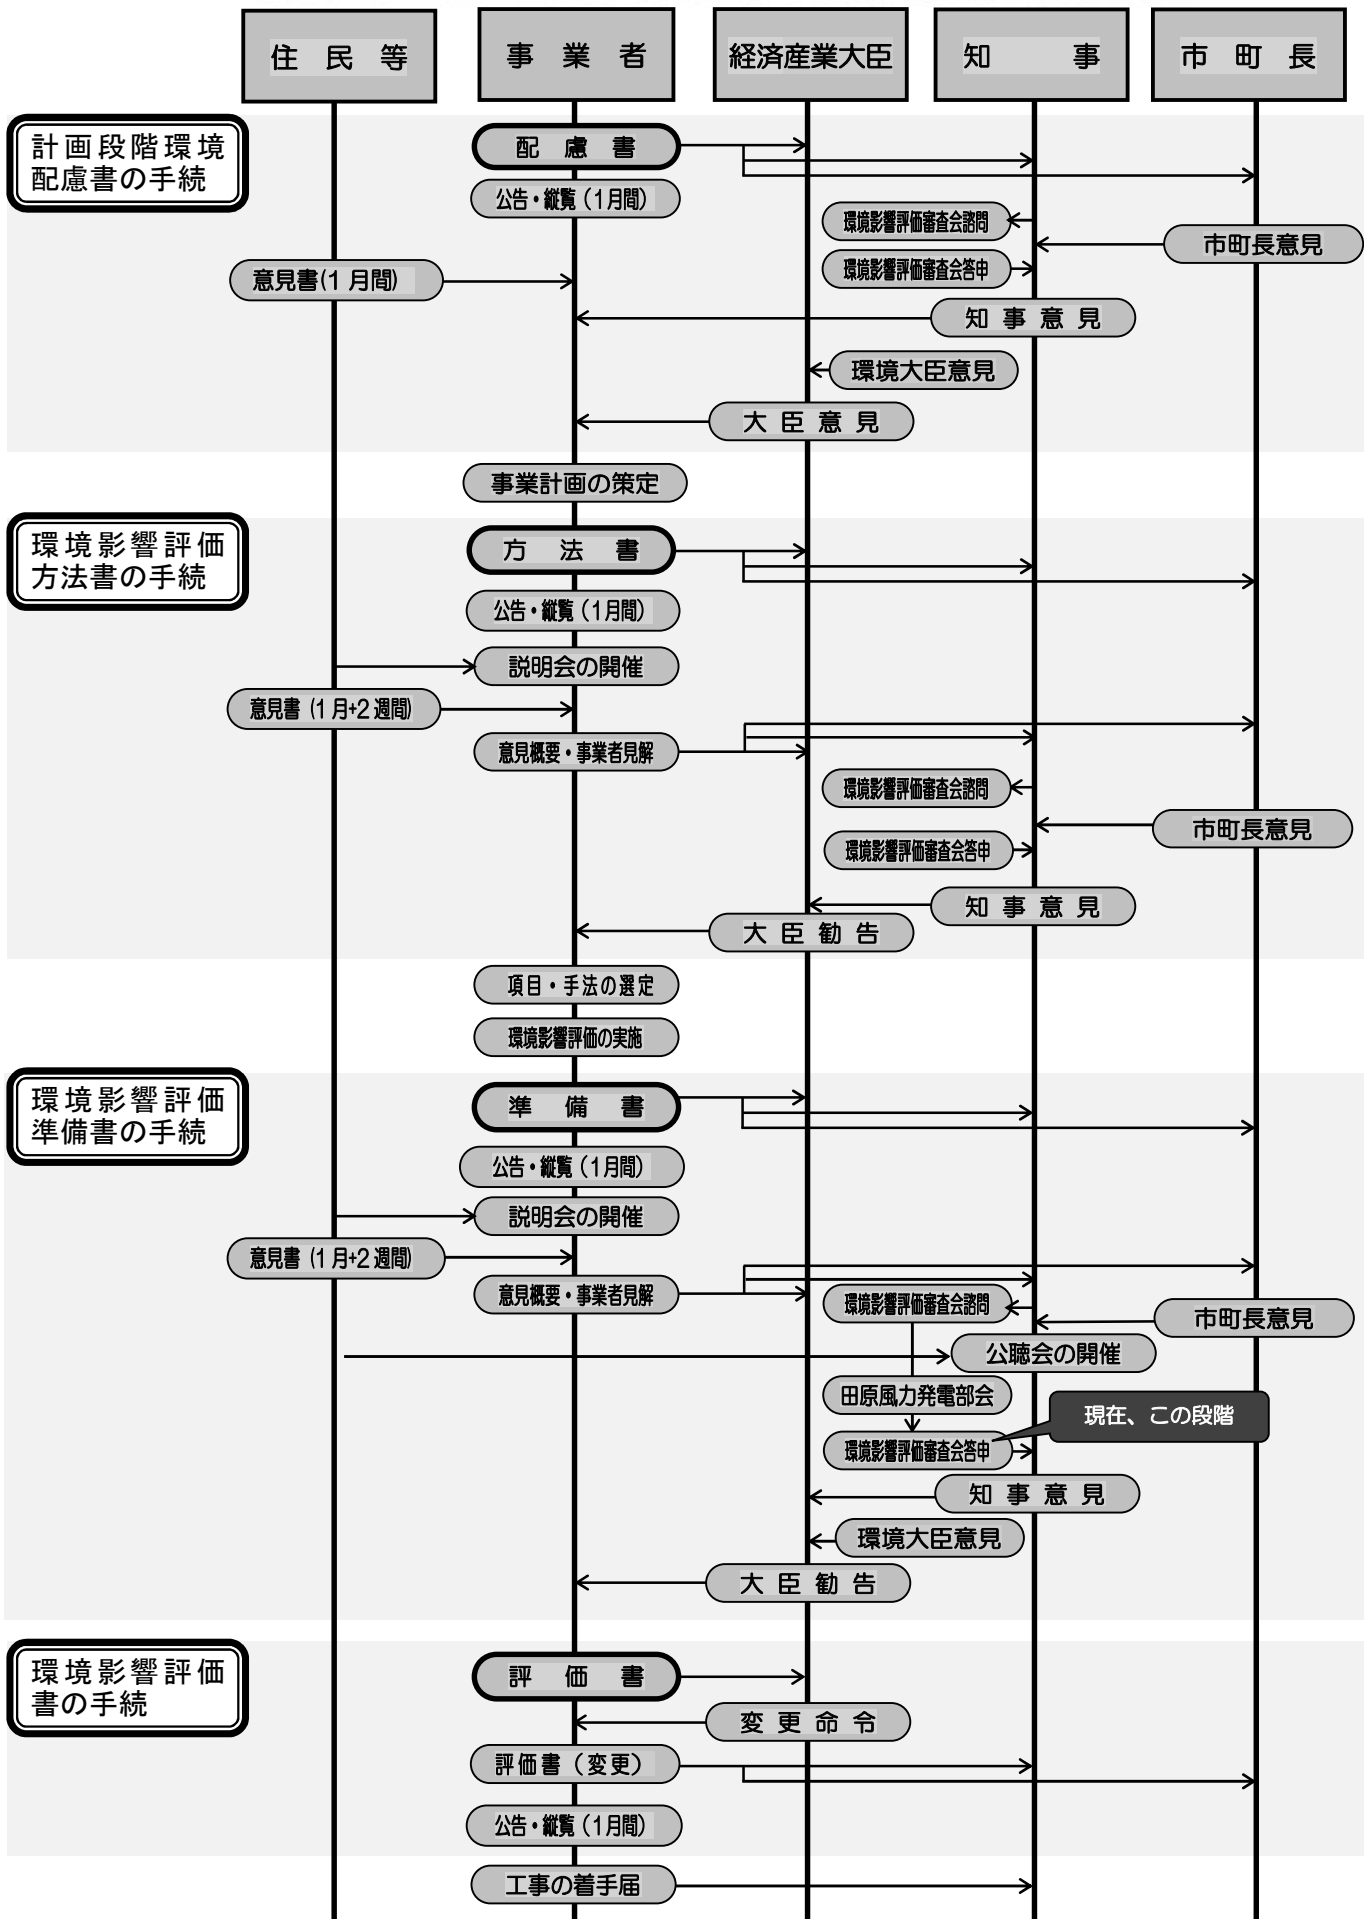 住民等
事業者
経済産業大臣
知事
市町長
計画段階環境
配慮書の手続
配慮書
公告・縦覧（1月間）
環境影響評価審査会諮問
市町長意見
環境影響評価審査会答申
意見書(1月間)
知事意見
環境大臣意見
大臣意見
事業計画の策定
環境影響評価
方法書の手続
方法書
公告・縦覧（1月間）
説明会の開催
意見書（1月+2週間)
意見概要・事業者見解
環境影響評価審査会諮問
市町長意見
環境影響評価審査会答申
知事意見
大臣勧告
項目・手法の選定
環境影響評価の実施
環境影響評価
準備書の手続
準備書
公告・縦覧（1月間）
説明会の開催
意見書（1月+2週間)
意見概要・事業者見解
環境影響評価審査会諮問
市町長意見
公聴会の開催
田原風力発電部会
現在、この段階
環境影響評価審査会答申
知事意見
環境大臣意見
大臣勧告
環境影響評価
書の手続
評価書
変更命令
評価書（変更）
公告・縦覧（1月間）
工事の着手届